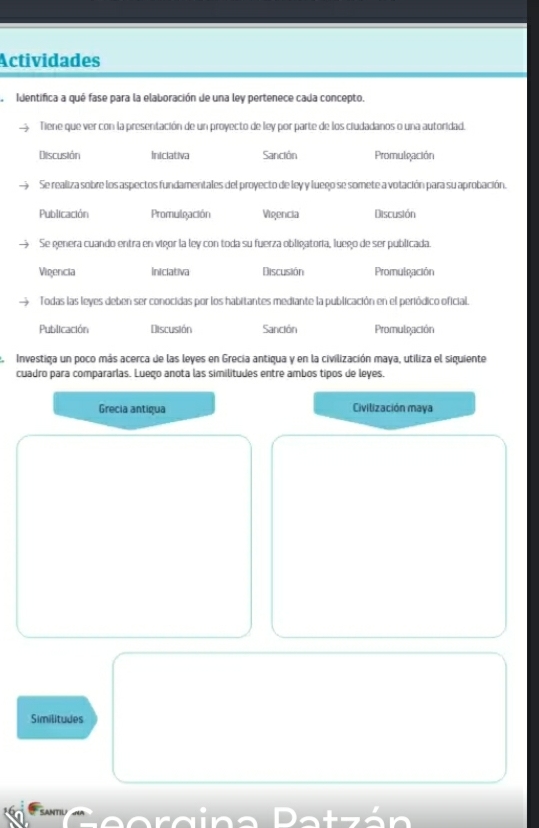 Actividades
Identifica a qué fase para la elaboración de una ley pertenece cada concepto.
→ Tiene que ver con la presentación de un proyecto de ley por parte de los ciudadanos o una autoridad.
Discusión Iniciativa Sanción Promulgación
→ Se realiza sobre los aspectos fundamentales del proyecto de ley y luego se somete a votación para su aprobación.
Publicación Promulgación Vigencia Discusión
→ Se genera cuando entra en vigor la ley con toda su fuerza obligatoria, luego de ser publicada.
Vigencia Iniciativa Discusión Promulgación
→ Todas las leyes deben ser conocidas por los habitantes mediante la publicación en el periódico oficial.
Publicación Discusión Sanción Promulgación
Investiga un poco más acerca de las leyes en Grecia antigua y en la civilización maya, utiliza el siguiente
cuadro para compararlas. Luego anota las similitudes entre ambos tipos de leyes.
Grecia antigua Civilización maya
Similitudes
Georgina Patzán